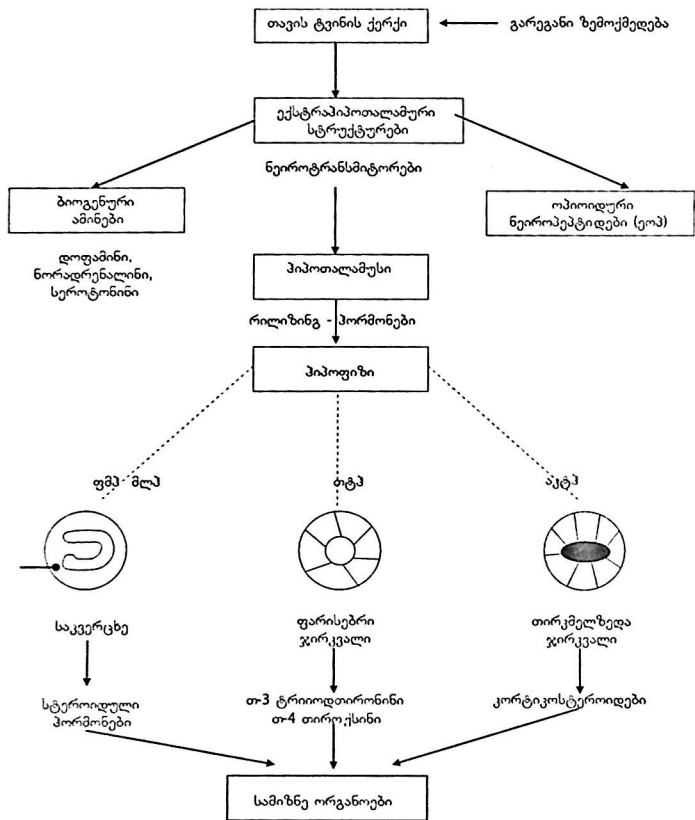 თავის ტვინის ქერქი
გარეგანი ზემოქმედება
ექსტრაჰიპოთალამური
სტრუქტურები
ნეიროტრანსმიტორები
ბიოგენური
ამინები
ოპიოიდური
ნეიროპეპტიდები (ეოპ)
დოფამინი,
ნორადრენალინი,
სეროტონინი
ჰიპოთალამუსი
რილიზინგ - ჰორმონები
ჰიპოფიზი
ფმჰ მლჰ
თტჰ
აკტჰ
საკვერცხე
ფარისებრი
ჯირკვალი
თირკმელზედა
ჯირკვალი
სტეროიდული
ჰორმონები
თ-3 ტრიიოდთირონინი
თ-4 თიროქსინი
კორტიკოსტეროიდები
სამიზნე ორგანოები